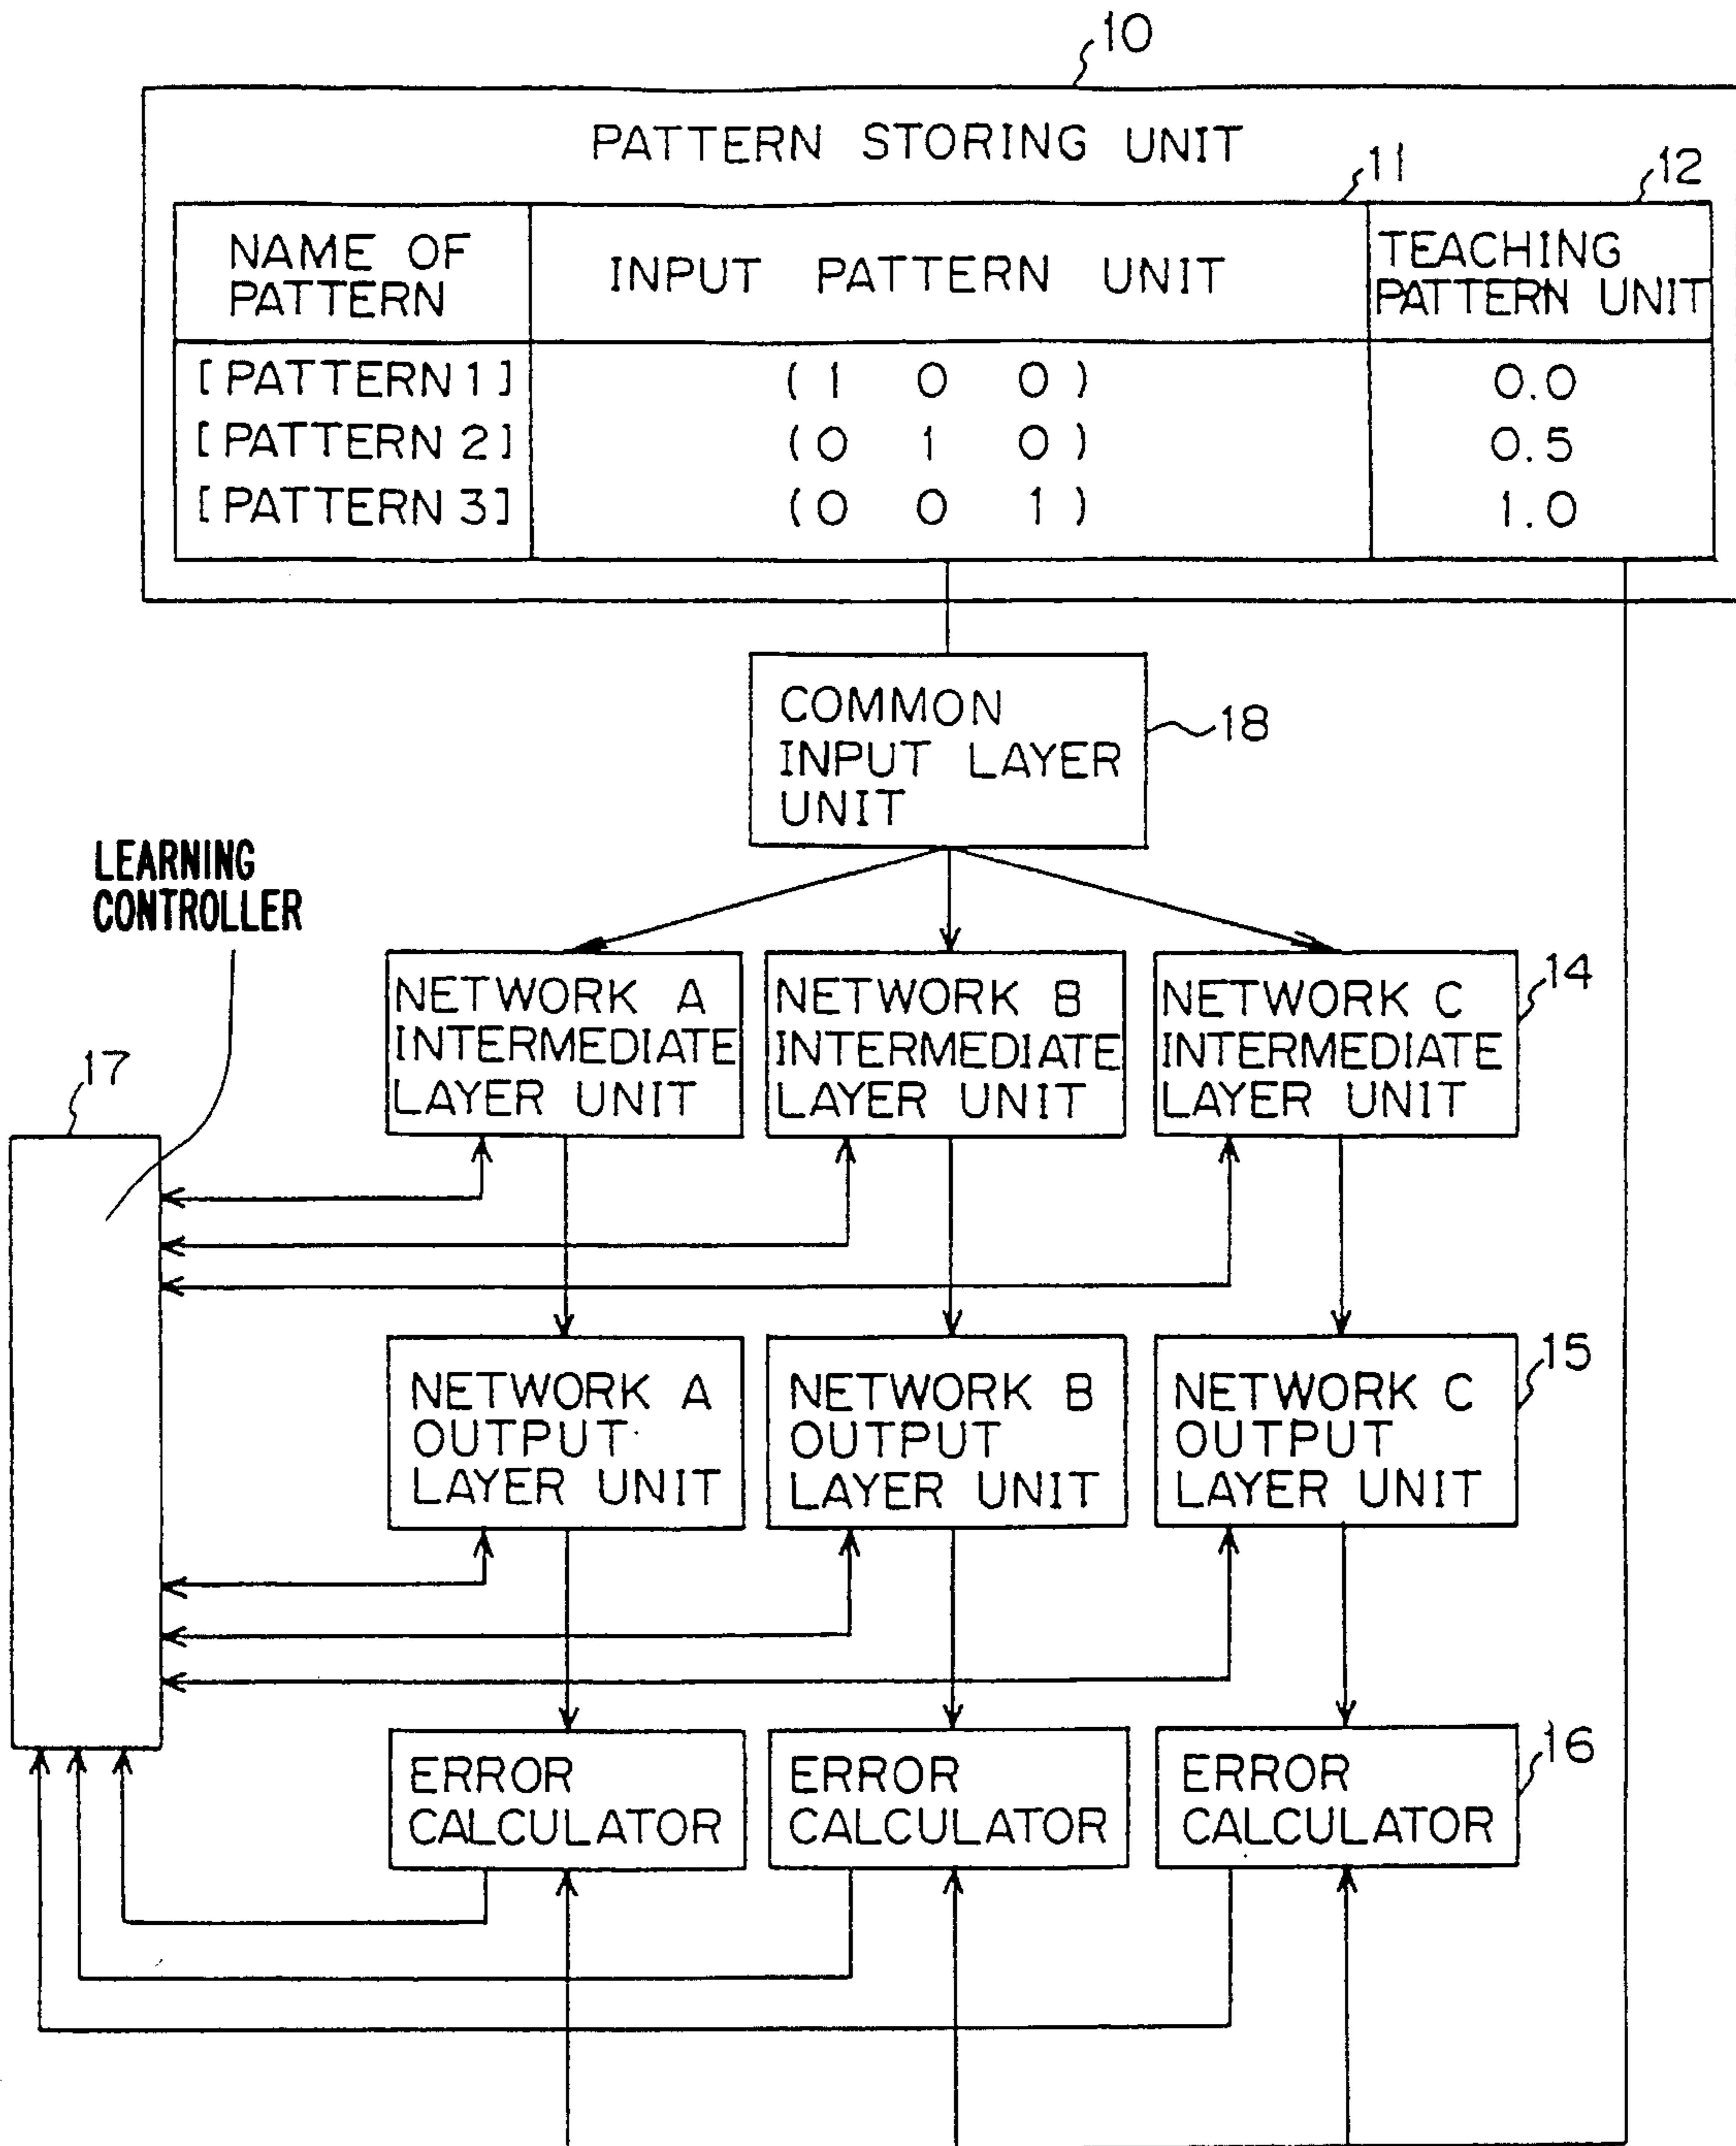 10
PATTERN STORING UNIT
11
12
NAME OF
PATTERN
INPUT PATTERN UNIT
TEACHING
PATTERN UNIT
[PATTERN 1] (1 0 0) 0.0
[PATTERN 2] (0 1 0) 0.5
[PATTERN 3] (0 0 1) 1.0
COMMON
INPUT LAYER
UNIT
18
LEARNING
CONTROLLER
17
NETWORK A
INTERMEDIATE
LAYER UNIT
NETWORK B
INTERMEDIATE
LAYER UNIT
NETWORK C
INTERMEDIATE
LAYER UNIT
14
NETWORK A
OUTPUT
LAYER UNIT
NETWORK B
OUTPUT
LAYER UNIT
NETWORK C
OUTPUT
LAYER UNIT
15
ERROR
CALCULATOR
ERROR
CALCULATOR
ERROR
CALCULATOR
16